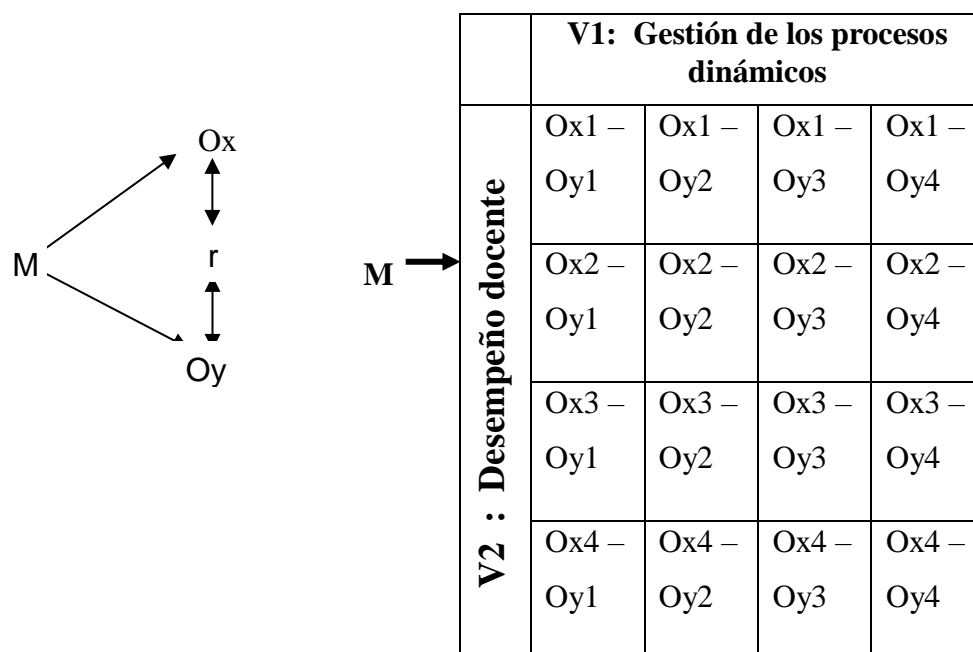 Ox
M
r
Oy
M
V1: Gestión de los procesos
dinámicos
V2 : Desempeño docente
Ox1 – Ox1 – Ox1 – Ox1 –
Oy1 Oy2 Oy3 Oy4
Ox2 – Ox2 – Ox2 – Ox2 –
Oy1 Oy2 Oy3 Oy4
Ox3 – Ox3 – Ox3 – Ox3 –
Oy1 Oy2 Oy3 Oy4
Ox4 – Ox4 – Ox4 – Ox4 –
Oy1 Oy2 Oy3 Oy4